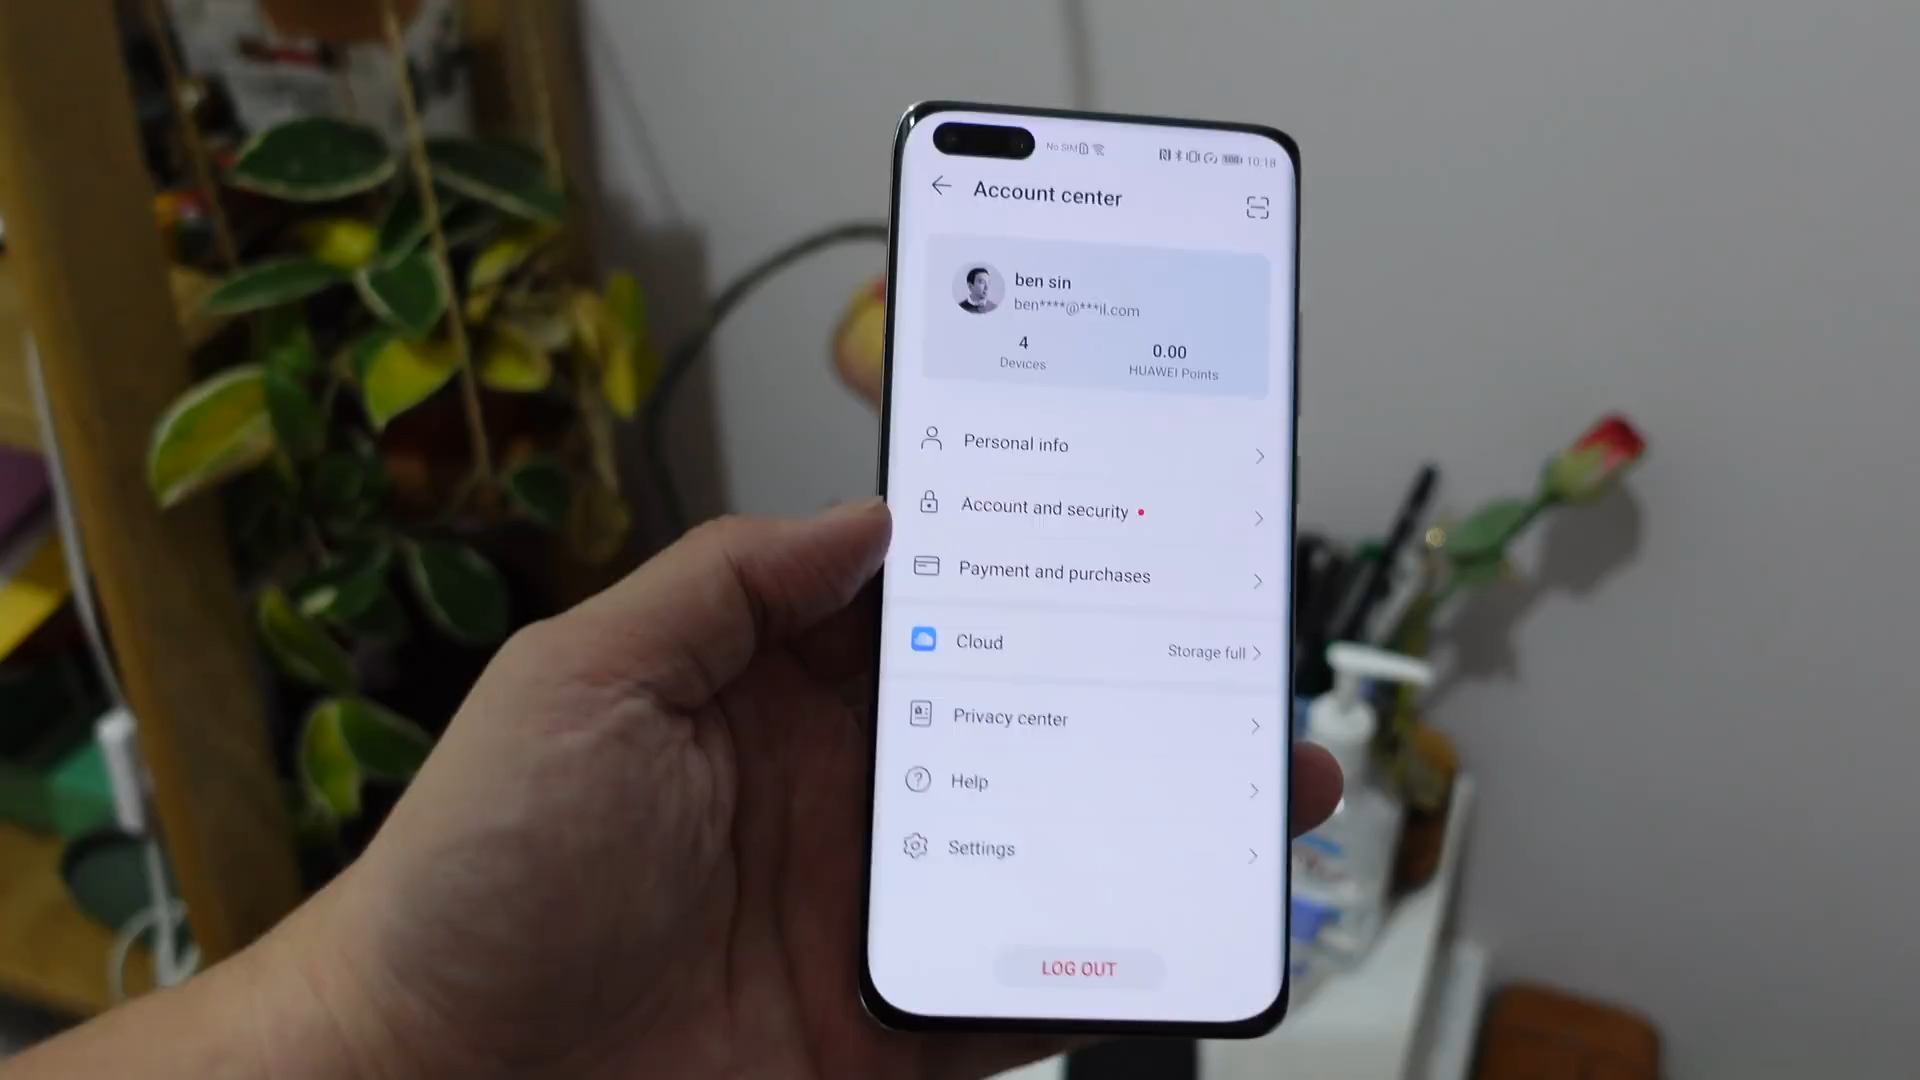 No SIM 100 10:18
Account center
ben sin
ben****@***il.com
4 0.00
Devices HUAWEI Points
Personal info
Account and security
Payment and purchases
Cloud Storage full
Privacy center
Help
Settings
LOG OUT